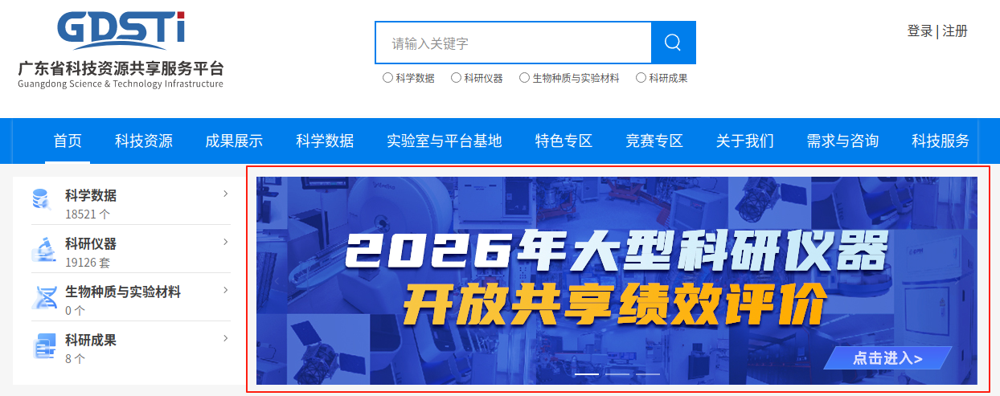 GDSTi
广东省科技资源共享服务平台
Guangdong Science & Technology Infrastructure
请输入关键字
登录 | 注册
科学数据 科研仪器 生物种质与实验材料 科研成果
首页 科技资源 成果展示 科学数据 实验室与平台基地 特色专区 竞赛专区 关于我们 需求与咨询 科技服务
科学数据
18521 个
科研仪器
19126 套
生物种质与实验材料
0 个
科研成果
8 个
2026年大型科研仪器
开放共享绩效评价
点击进入>